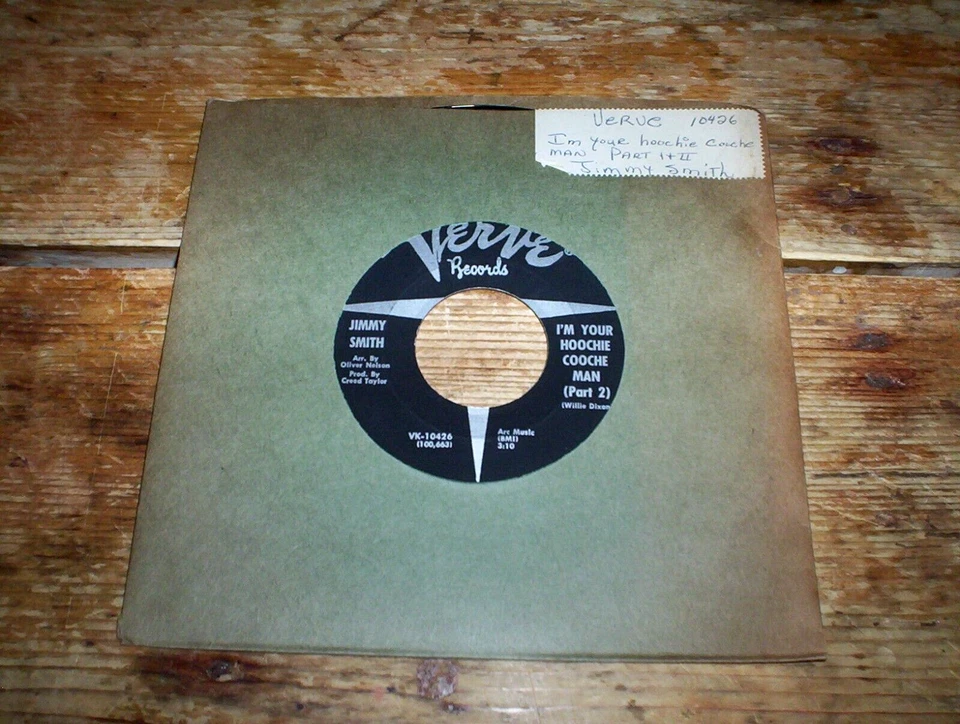 VERVE 10426
I'm your hoochie cooche
MAN PART I+II
Jimmy Smith
Verve
Records
JIMMY
SMITH
Arr. By
Oliver Nelson
Prod. By
Creed Taylor
I'M YOUR
HOOCHIE
COOCHE
MAN
(Part 2)
(Willie Dixon
VK-10426
(100,663)
Arc Music
(BMI)
3:10